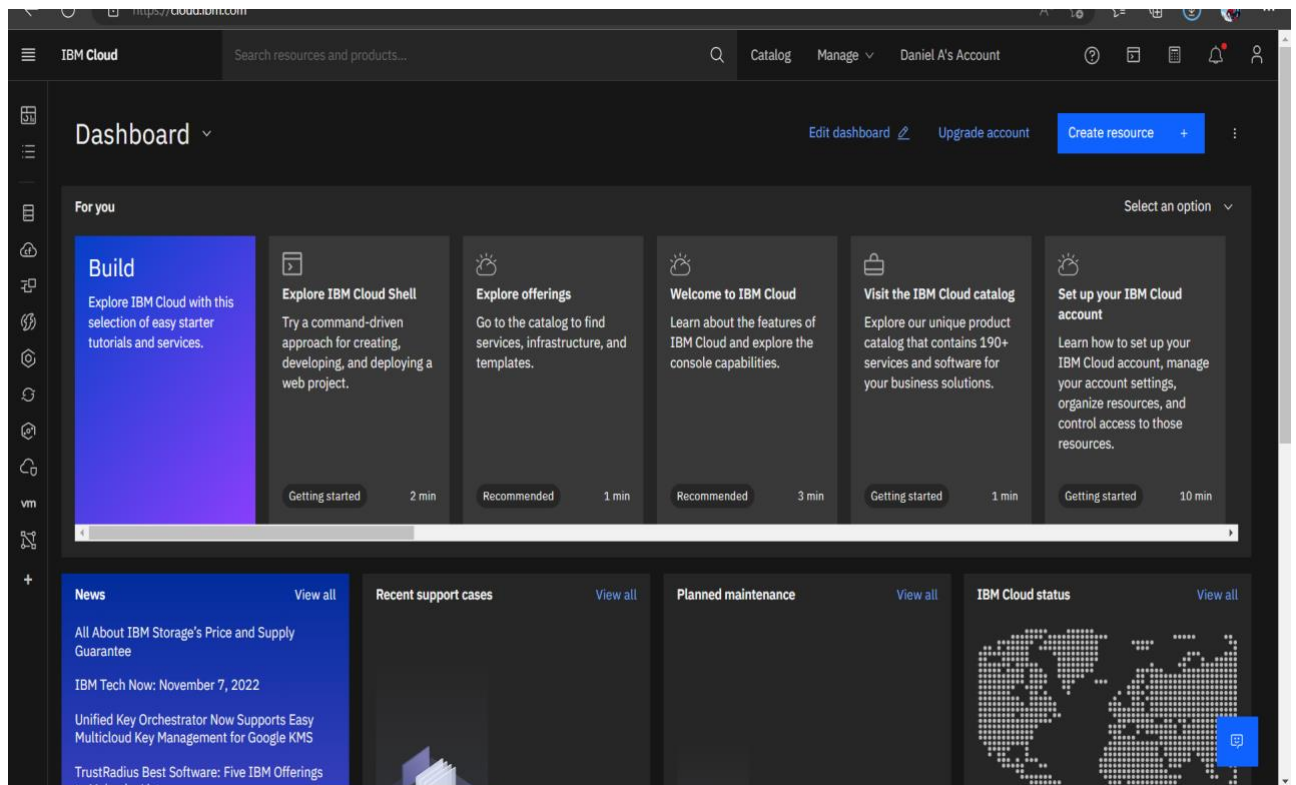 https://cloud.ibm.com
IBM Cloud
Search resources and products...
Catalog
Manage
Daniel A's Account
Dashboard
Edit dashboard
Upgrade account
Create resource +
For you
Select an option
Build
Explore IBM Cloud with this
selection of easy starter
tutorials and services.
Explore IBM Cloud Shell
Try a command-driven
approach for creating,
developing, and deploying a
web project.
Getting started 2 min
Explore offerings
Go to the catalog to find
services, infrastructure, and
templates.
Recommended 1 min
Welcome to IBM Cloud
Learn about the features of
IBM Cloud and explore the
console capabilities.
Recommended 3 min
Visit the IBM Cloud catalog
Explore our unique product
catalog that contains 190+
services and software for
your business solutions.
Getting started 1 min
Set up your IBM Cloud
account
Learn how to set up your
IBM Cloud account, manage
your account settings,
organize resources, and
control access to those
resources.
Getting started 10 min
vm
+
News View all
All About IBM Storage's Price and Supply
Guarantee
IBM Tech Now: November 7, 2022
Unified Key Orchestrator Now Supports Easy
Multicloud Key Management for Google KMS
TrustRadius Best Software: Five IBM Offerings
Recent support cases View all
Planned maintenance View all
IBM Cloud status View all